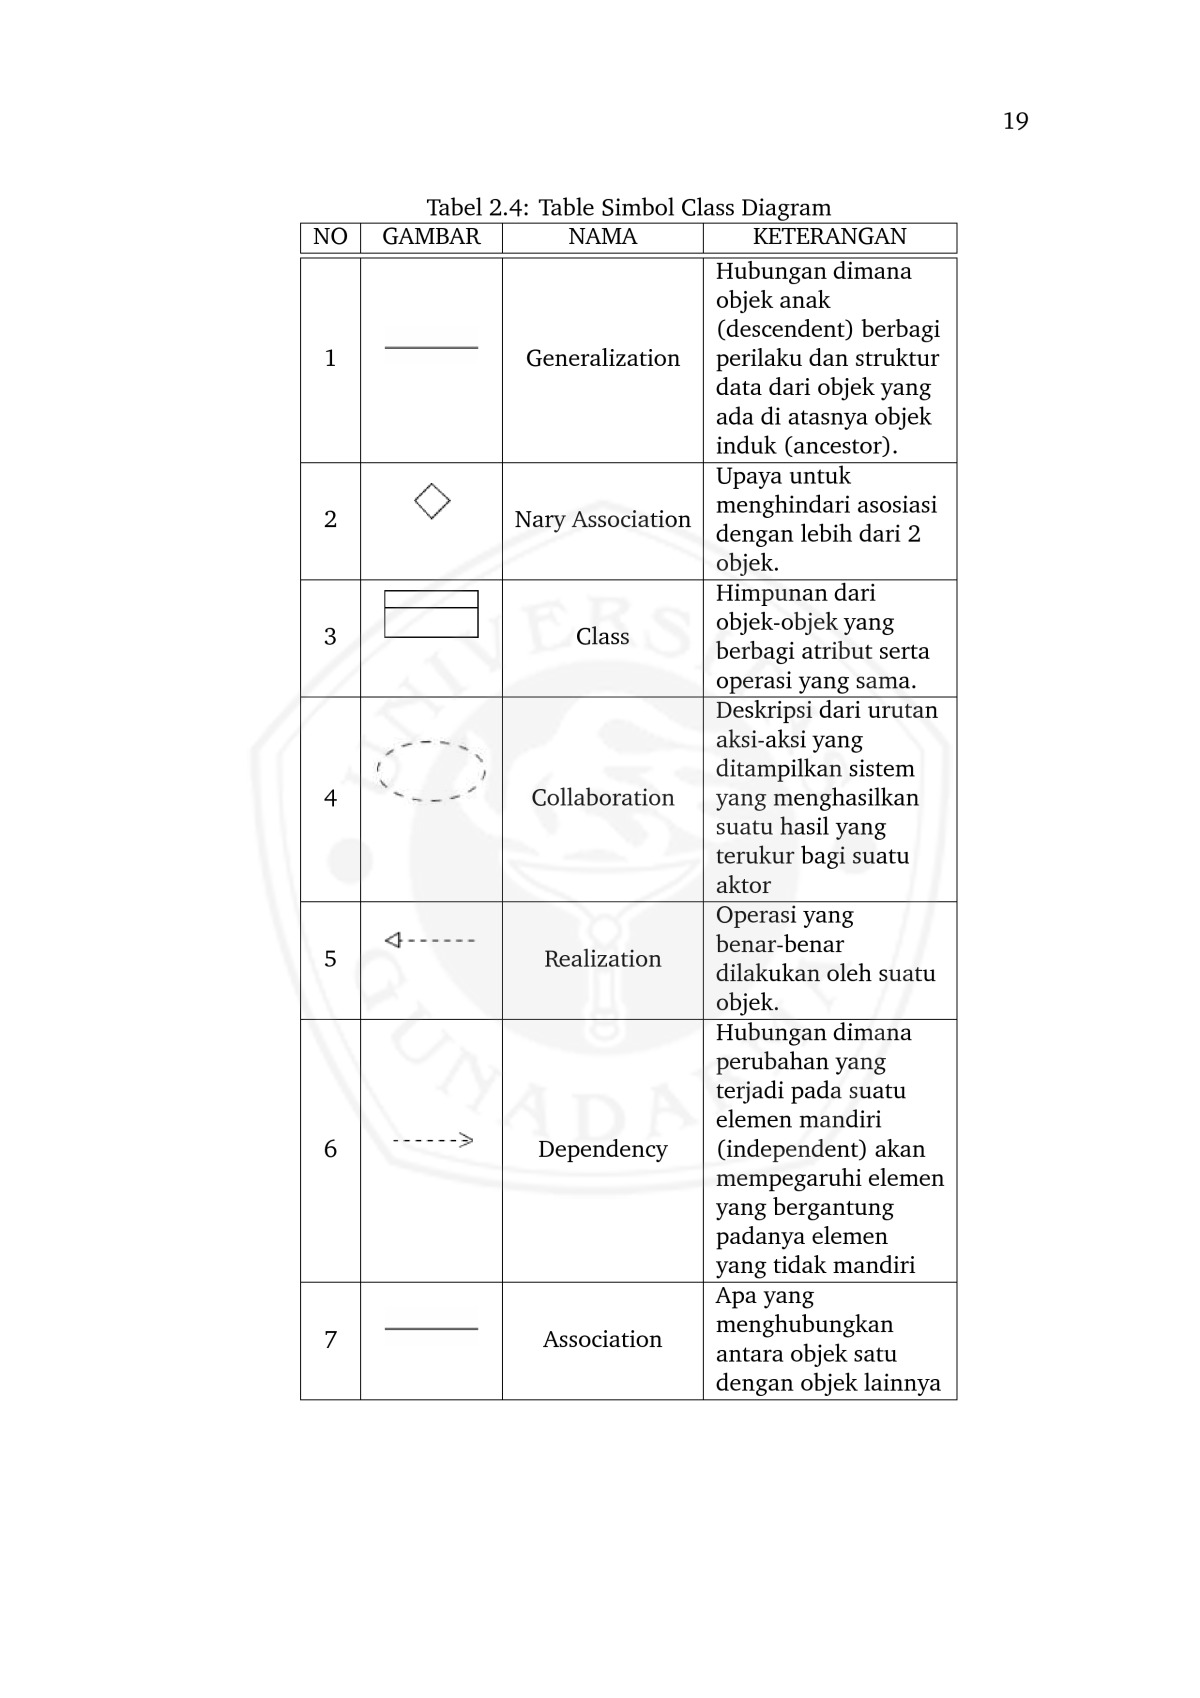 19
Tabel 2.4: Table Simbol Class Diagram
NO GAMBAR NAMA KETERANGAN
1 Generalization
Hubungan dimana
objek anak
(descendent) berbagi
perilaku dan struktur
data dari objek yang
ada di atasnya objek
induk (ancestor).
2 Nary Association
Upaya untuk
menghindari asosiasi
dengan lebih dari 2
objek.
3 Class
Himpunan dari
objek-objek yang
berbagi atribut serta
operasi yang sama.
4 Collaboration
Deskripsi dari urutan
aksi-aksi yang
ditampilkan sistem
yang menghasilkan
suatu hasil yang
terukur bagi suatu
aktor
5 Realization
Operasi yang
benar-benar
dilakukan oleh suatu
objek.
6 Dependency
Hubungan dimana
perubahan yang
terjadi pada suatu
elemen mandiri
(independent) akan
mempegaruhi elemen
yang bergantung
padanya elemen
yang tidak mandiri
7 Association
Apa yang
menghubungkan
antara objek satu
dengan objek lainnya
UNIVERSITAS
GUNADARMA